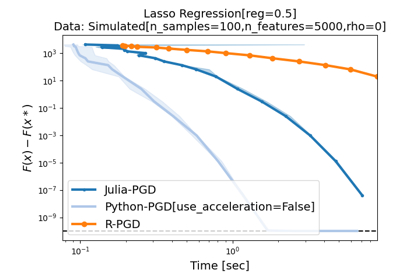 Lasso Regression[reg=0.5]
Data: Simulated[n_samples=100,n_features=5000,rho=0]
F(x) − F(x*)
10³
10¹
10⁻¹
10⁻³
10⁻⁵
10⁻⁷
10⁻⁹
Julia-PGD
Python-PGD[use_acceleration=False]
R-PGD
10⁻¹
10⁰
Time [sec]